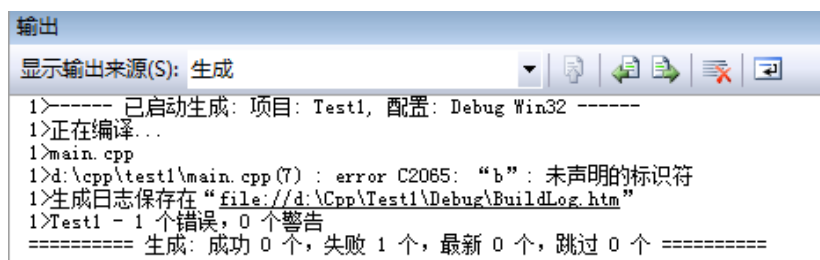 输出
显示输出来源(S): 生成
1>------ 已启动生成: 项目: Test1, 配置: Debug Win32 ------
1>正在编译...
1>main.cpp
1>d:\cpp\test1\main.cpp(7) : error C2065: “b”: 未声明的标识符
1>生成日志保存在“file://d:\Cpp\Test1\Debug\BuildLog.htm”
1>Test1 - 1 个错误，0 个警告
========== 生成: 成功 0 个，失败 1 个，最新 0 个，跳过 0 个 ==========